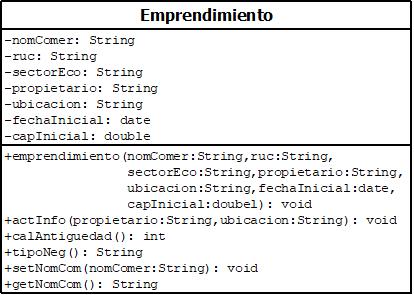 Emprendimiento
-nomComer: String
-ruc: String
-sectorEco: String
-propietario: String
-ubicacion: String
-fechaInicial: date
-capInicial: double
+emprendimiento(nomComer:String,ruc:String,
sectorEco:String,propietario:String,
ubicacion:String,fechaInicial:date,
capInicial:doubel): void
+actInfo(propietario:String,ubicacion:String): void
+calAntiguedad(): int
+tipoNeg(): String
+setNomCom(nomComer:String): void
+getNomCom(): String